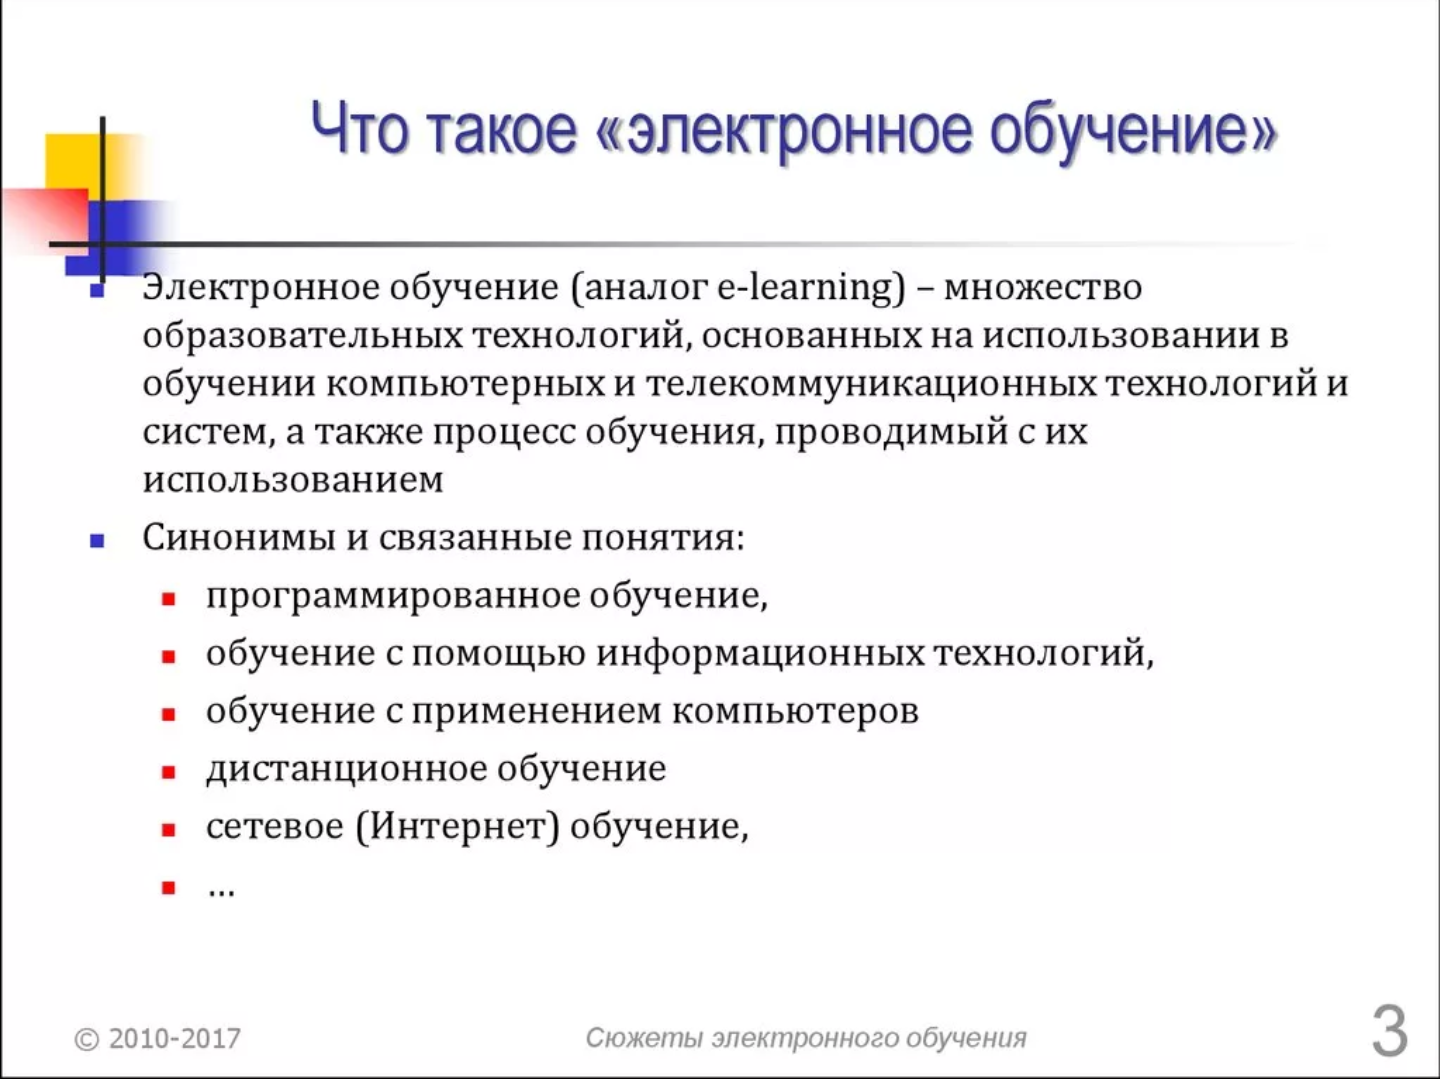 Что такое «электронное обучение»
Электронное обучение (аналог e-learning) – множество
образовательных технологий, основанных на использовании в
обучении компьютерных и телекоммуникационных технологий и
систем, а также процесс обучения, проводимый с их
использованием
Синонимы и связанные понятия:
программированное обучение,
обучение с помощью информационных технологий,
обучение с применением компьютеров
дистанционное обучение
сетевое (Интернет) обучение,
...
© 2010-2017
Сюжеты электронного обучения
3